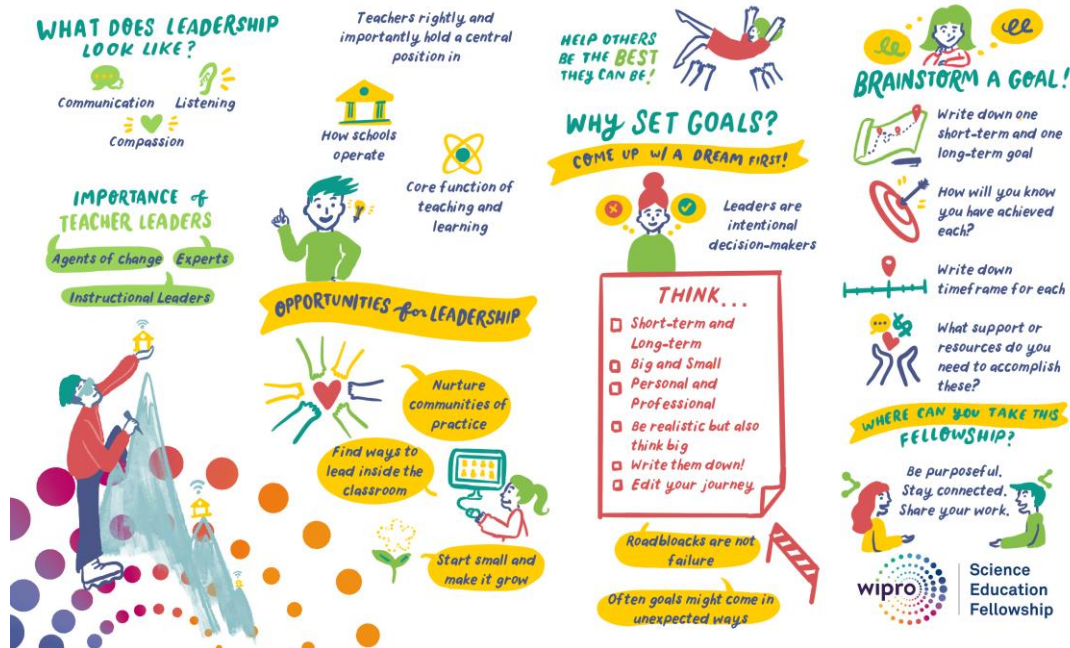 WHAT DOES LEADERSHIP
LOOK LIKE?
Communication
Listening
Compassion
IMPORTANCE of
TEACHER LEADERS
Agents of change
Experts
Instructional Leaders
Teachers rightly and
importantly hold a central
position in
How schools
operate
Core function of
teaching and
learning
OPPORTUNITIES for LEADERSHIP
Nurture
communities of
practice
Find ways to
lead inside the
classroom
Start small and
make it grow
HELP OTHERS
BE THE BEST
THEY CAN BE!
WHY SET GOALS?
COME UP W/ A DREAM FIRST!
Leaders are
intentional
decision-makers
THINK...
Short-term and
Long-term
Big and Small
Personal and
Professional
Be realistic but also
think big
Write them down!
Edit your journey
Roadbloacks are not
failure
Often goals might come in
unexpected ways
BRAINSTORM A GOAL!
Write down one
short-term and one
long-term goal
How will you know
you have achieved
each?
Write down
timeframe for each
What support or
resources do you
need to accomplish
these?
WHERE CAN YOU TAKE THIS
FELLOWSHIP?
Be purposeful.
Stay connected.
Share your work.
wipro
Science
Education
Fellowship